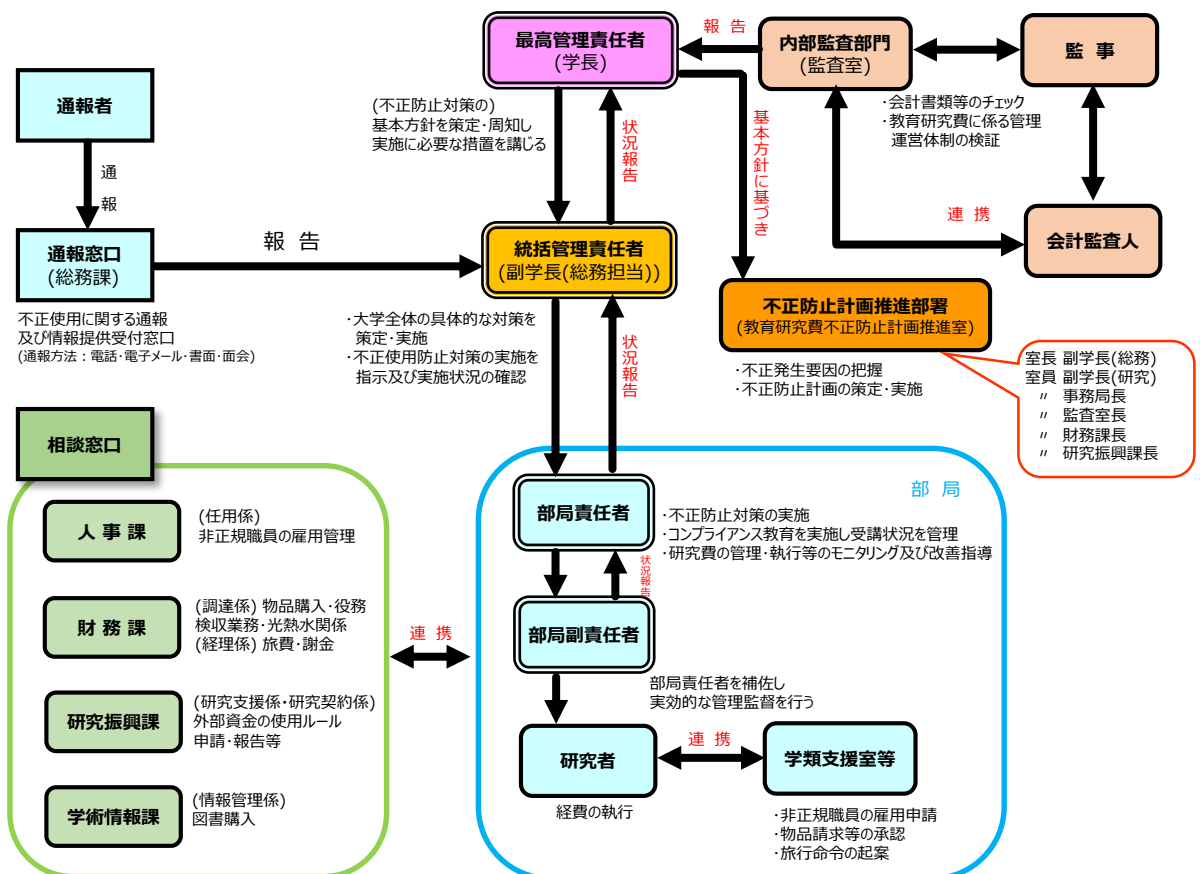 最高管理責任者
(学長)
報 告
内部監査部門
(監査室)
監 事
通報者
(不正防止対策の)
基本方針を策定・周知し
実施に必要な措置を講じる
状況報告
基本方針に基づき
・会計書類等のチェック
・教育研究費に係る管理
運営体制の検証
通
報
連 携
会計監査人
通報窓口
(総務課)
報 告
統括管理責任者
(副学長(総務担当))
不正防止計画推進部署
(教育研究費不正防止計画推進室)
不正使用に関する通報
及び情報提供受付窓口
(通報方法：電話・電子メール・書面・面会)
・大学全体の具体的な対策を
策定・実施
・不正使用防止対策の実施を
指示及び実施状況の確認
状況報告
・不正発生要因の把握
・不正防止計画の策定・実施
室長 副学長(総務)
室員 副学長(研究)
〃 事務局長
〃 監査室長
〃 財務課長
〃 研究振興課長
相談窓口
人 事 課
(任用係)
非正規職員の雇用管理
財 務 課
(調達係) 物品購入・役務
検収業務・光熱水関係
(経理係) 旅費・謝金
研究振興課
(研究支援係・研究契約係)
外部資金の使用ルール
申請・報告等
学術情報課
(情報管理係)
図書購入
連 携
部 局
部局責任者
・不正防止対策の実施
・コンプライアンス教育を実施し受講状況を管理
・研究費の管理・執行等のモニタリング及び改善指導
状況報告
部局副責任者
部局責任者を補佐し
実効的な管理監督を行う
研究者
連 携
学類支援室等
経費の執行
・非正規職員の雇用申請
・物品請求等の承認
・旅行命令の起案